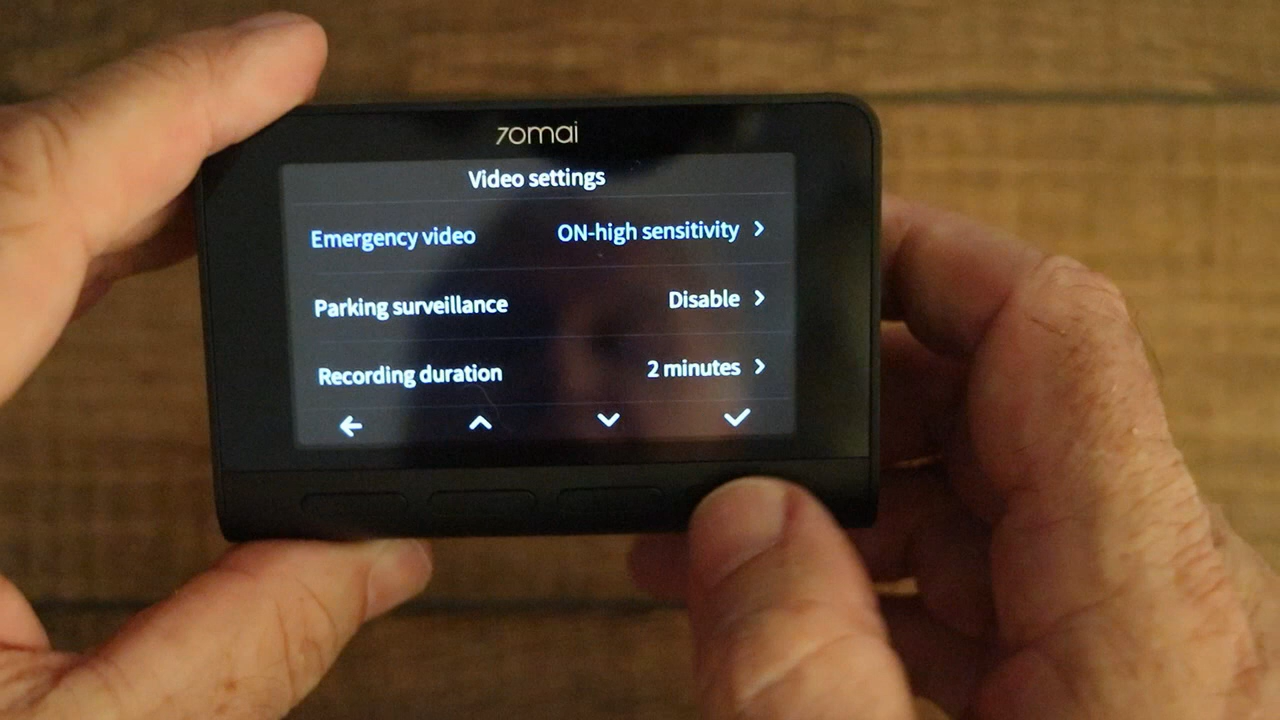 70mai
Video settings
Emergency video ON-high sensitivity
Parking surveillance Disable
Recording duration 2 minutes